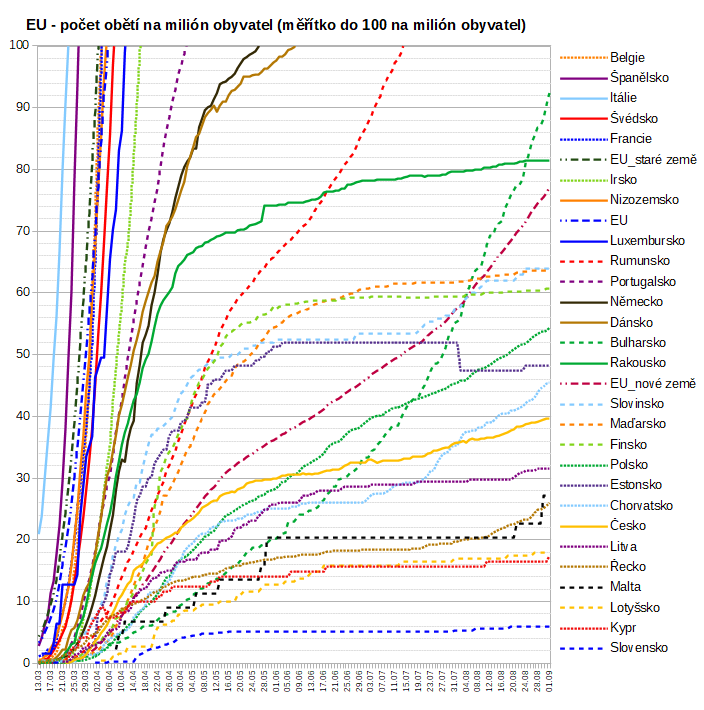 EU - počet obětí na milión obyvatel (měřítko do 100 na milión obyvatel)
100
90
80
70
60
50
40
30
20
10
0
13.03
17.03
21.03
25.03
29.03
02.04
06.04
10.04
14.04
18.04
22.04
26.04
30.04
04.05
08.05
12.05
16.05
20.05
24.05
28.05
01.06
05.06
09.06
13.06
17.06
21.06
25.06
29.06
03.07
07.07
11.07
15.07
19.07
23.07
27.07
31.07
04.08
08.08
12.08
16.08
20.08
24.08
28.08
01.09
Belgie
Španělsko
Itálie
Švédsko
Francie
EU_staré země
Irsko
Nizozemsko
EU
Luxembursko
Rumunsko
Portugalsko
Německo
Dánsko
Bulharsko
Rakousko
EU_nové země
Slovinsko
Maďarsko
Finsko
Polsko
Estonsko
Chorvatsko
Česko
Litva
Řecko
Malta
Lotyšsko
Kypr
Slovensko